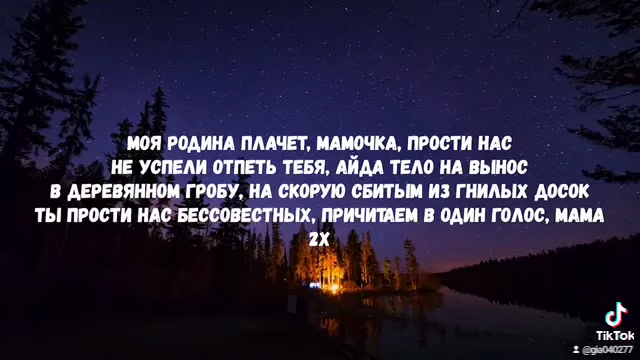 МОЯ РОДИНА ПЛАЧЕТ, МАМОЧКА, ПРОСТИ НАС
НЕ УСПЕЛИ ОТПЕТЬ ТЕБЯ, АЙДА ТЕЛО НА ВЫНОС
В ДЕРЕВЯННОМ ГРОБУ, НА СКОРУЮ СБИТЫМ ИЗ ГНИЛЫХ ДОСОК
ТЫ ПРОСТИ НАС БЕССОВЕСТНЫХ, ПРИЧИТАЕМ В ОДИН ГОЛОС, МАМА
2X
TikTok
@gia040277